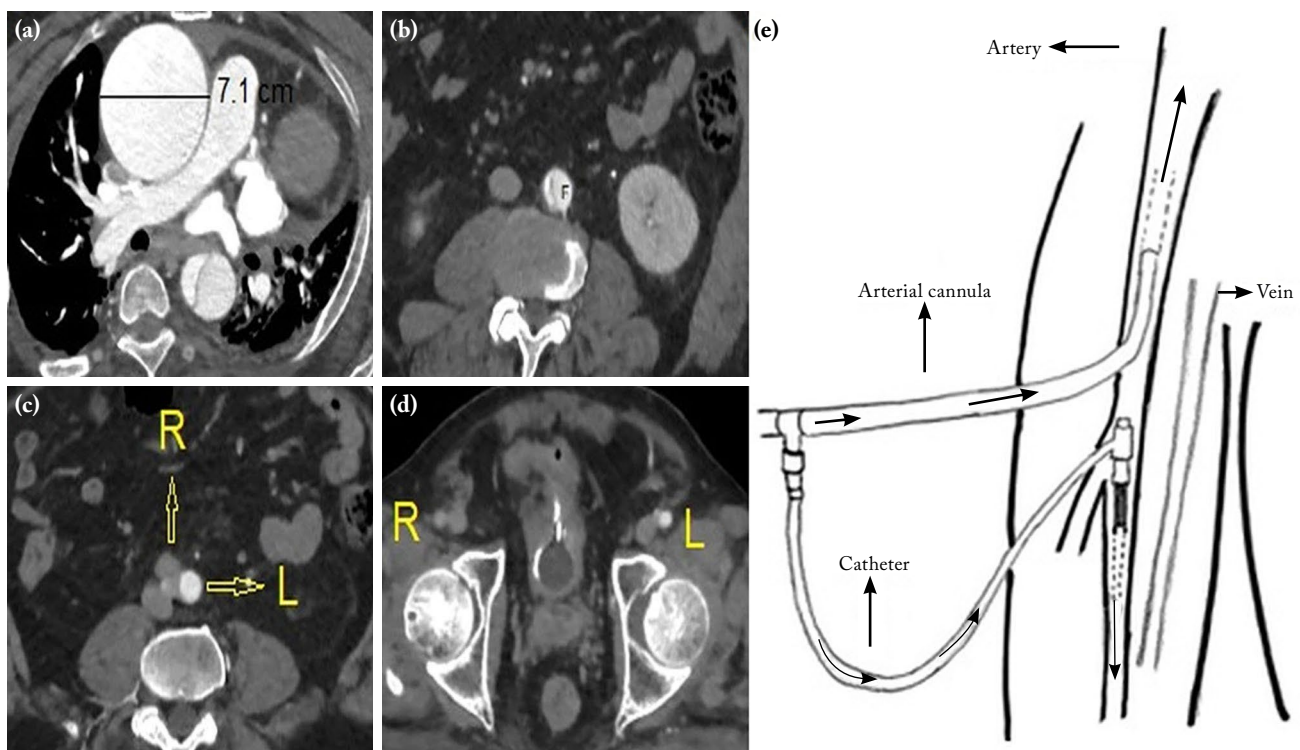 (a)
7.1 cm
(b)
F
(c)
R
L
(d)
R
L
(e)
Artery
Arterial cannula
Vein
Catheter